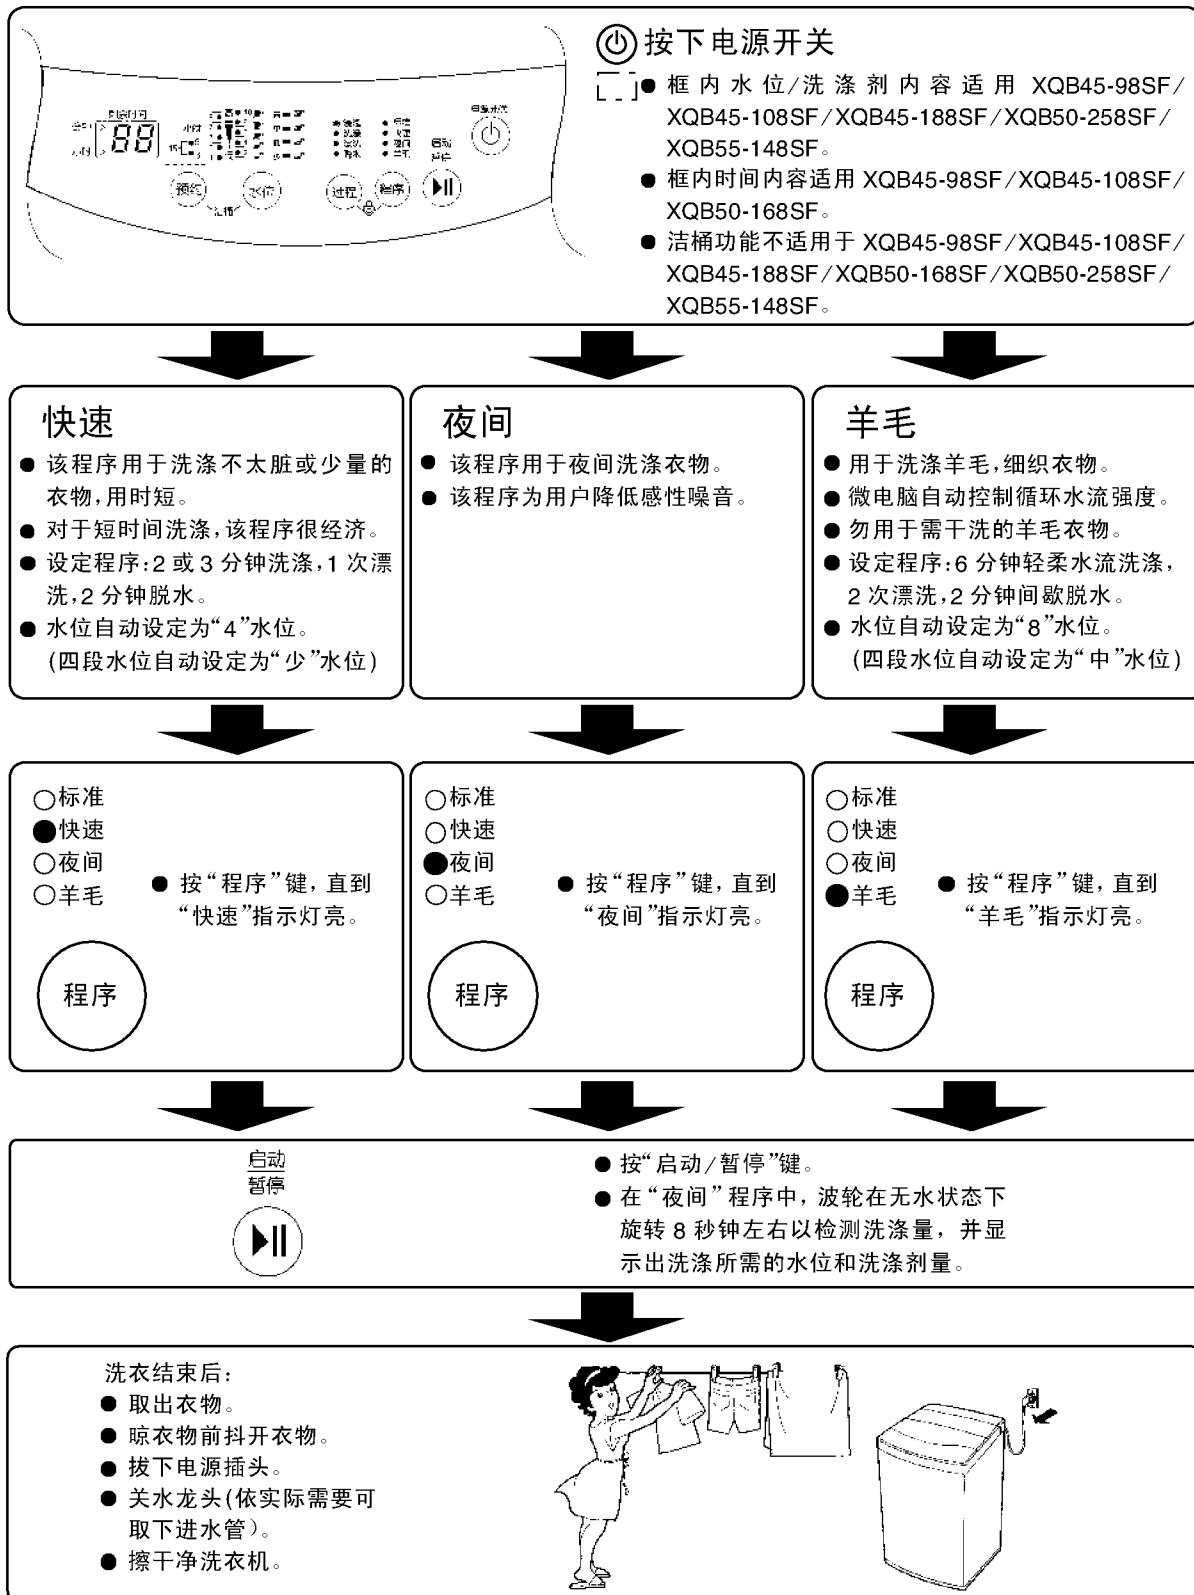 按下电源开关
● 框内水位/洗涤剂内容适用 XQB45-98SF/
XQB45-108SF/XQB45-188SF/XQB50-258SF/
XQB55-148SF。
● 框内时间内容适用 XQB45-98SF/XQB45-108SF/
XQB50-168SF。
● 洁桶功能不适用于 XQB45-98SF/XQB45-108SF/
XQB45-188SF/XQB50-168SF/XQB50-258SF/
XQB55-148SF。
电源开关
88
启动
暂停
预约
水位
过程
程序
快速
● 该程序用于洗涤不太脏或少量的
衣物,用时短。
● 对于短时间洗涤,该程序很经济。
● 设定程序:2 或 3 分钟洗涤,1 次漂
洗,2 分钟脱水。
● 水位自动设定为“4”水位。
(四段水位自动设定为“少”水位)
夜间
● 该程序用于夜间洗涤衣物。
● 该程序为用户降低感性噪音。
羊毛
● 用于洗涤羊毛,细织衣物。
● 微电脑自动控制循环水流强度。
● 勿用于需干洗的羊毛衣物。
● 设定程序:6 分钟轻柔水流洗涤,
2 次漂洗,2 分钟间歇脱水。
● 水位自动设定为“8”水位。
(四段水位自动设定为“中”水位)
○标准
●快速
○夜间
○羊毛
● 按“程序”键,直到
“快速”指示灯亮。
程序
○标准
○快速
●夜间
○羊毛
● 按“程序”键,直到
“夜间”指示灯亮。
程序
○标准
○快速
○夜间
●羊毛
● 按“程序”键,直到
“羊毛”指示灯亮。
程序
启动
暂停
● 按“启动/暂停”键。
● 在“夜间”程序中,波轮在无水状态下
旋转 8 秒钟左右以检测洗涤量,并显
示出洗涤所需的水位和洗涤剂量。
洗衣结束后:
● 取出衣物。
● 晾衣物前抖开衣物。
● 拔下电源插头。
● 关水龙头(依实际需要可
取下进水管)。
● 擦干净洗衣机。